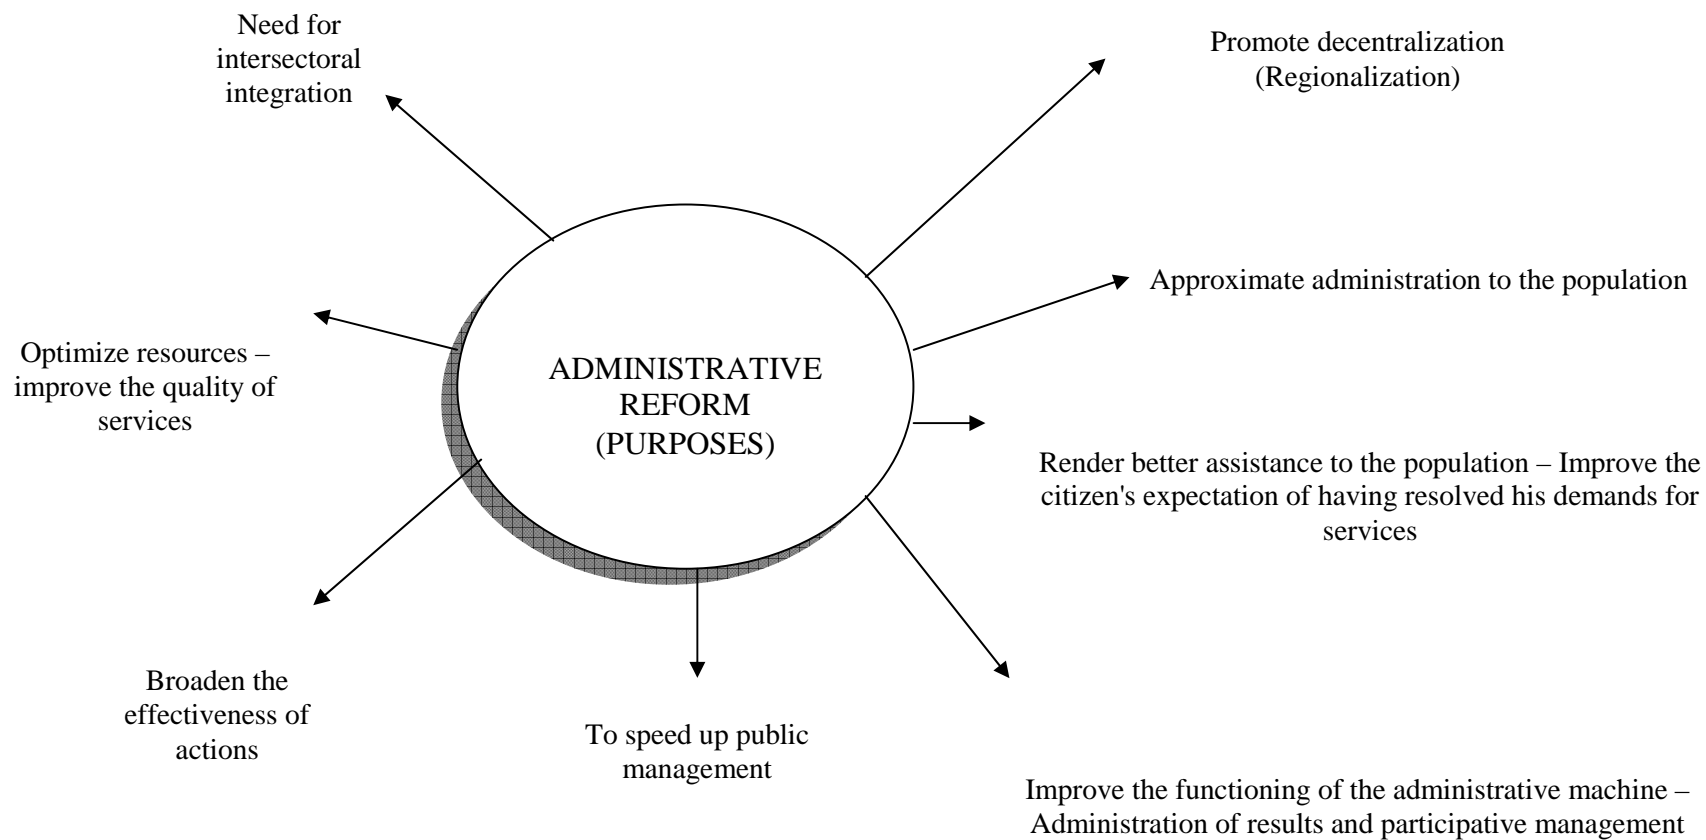 Need for
intersectoral
integration
Promote decentralization
(Regionalization)
Approximate administration to the population
Optimize resources –
improve the quality of
services
ADMINISTRATIVE
REFORM
(PURPOSES)
Render better assistance to the population – Improve the
citizen's expectation of having resolved his demands for
services
Broaden the
effectiveness of
actions
To speed up public
management
Improve the functioning of the administrative machine –
Administration of results and participative management